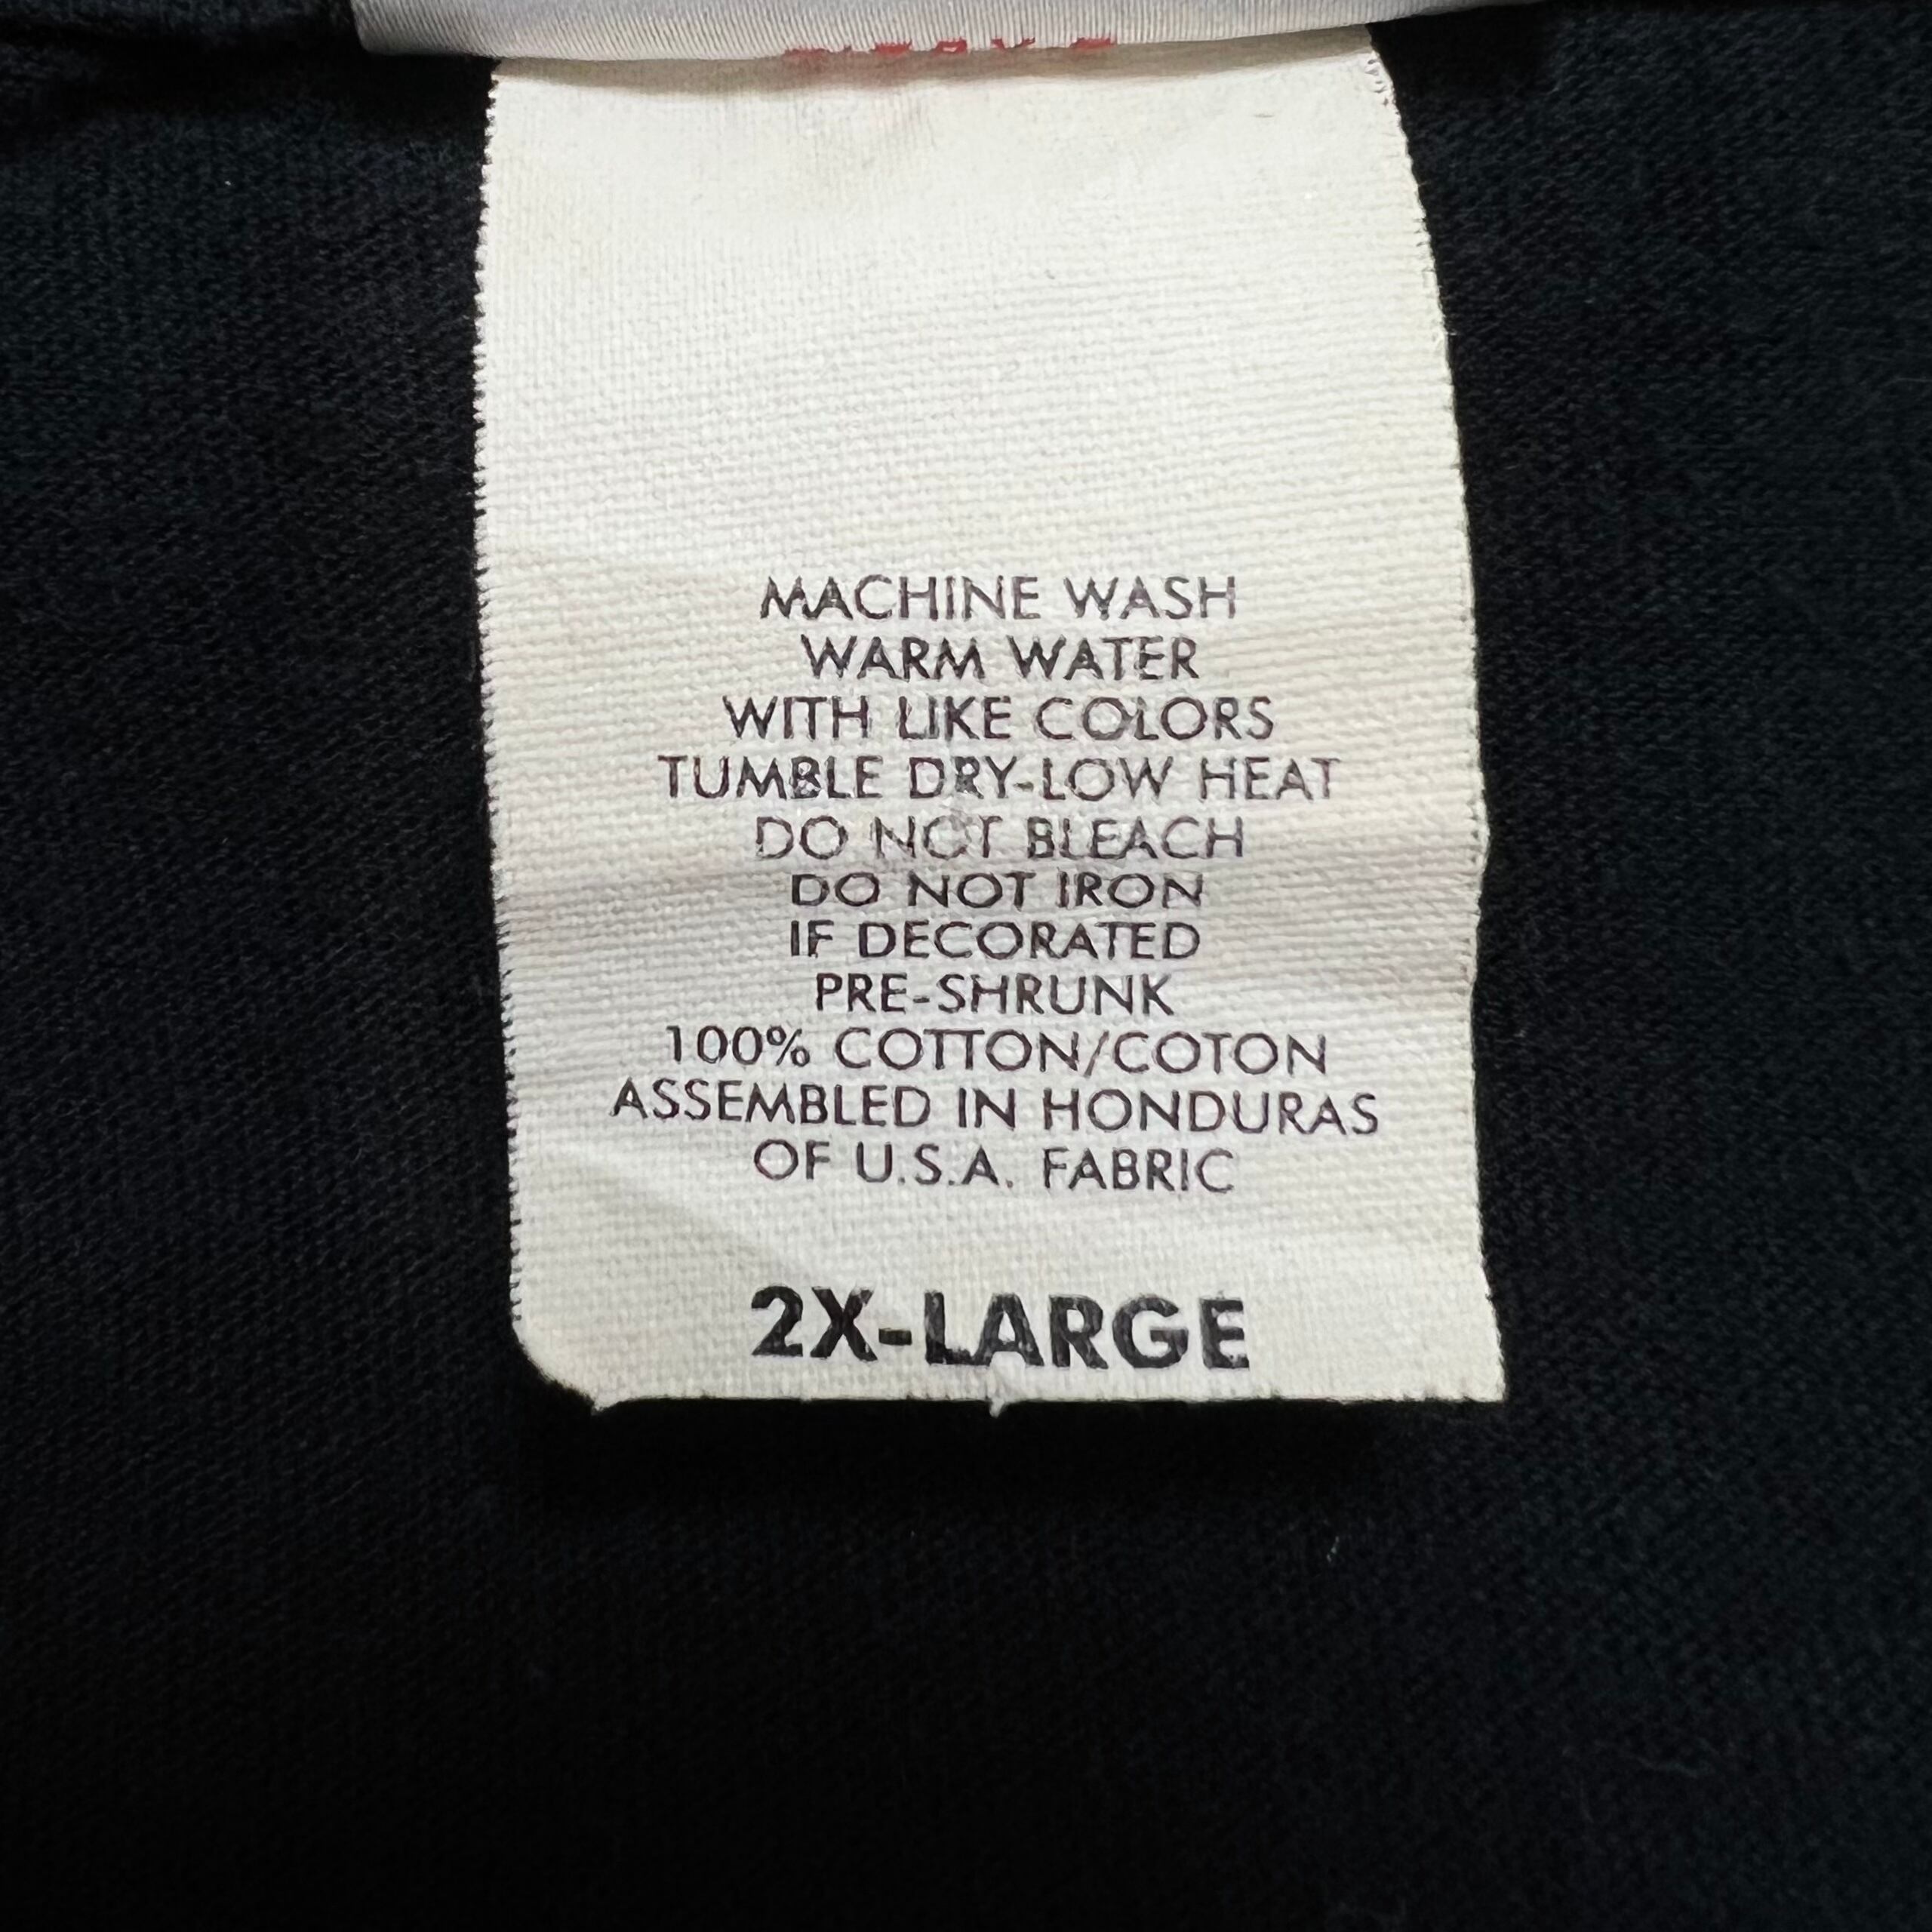 MACHINE WASH
WARM WATER
WITH LIKE COLORS
TUMBLE DRY-LOW HEAT
DO NOT BLEACH
DO NOT IRON
IF DECORATED
PRE-SHRUNK
100% COTTON/COTON
ASSEMBLED IN HONDURAS
OF U.S.A. FABRIC
2X-LARGE